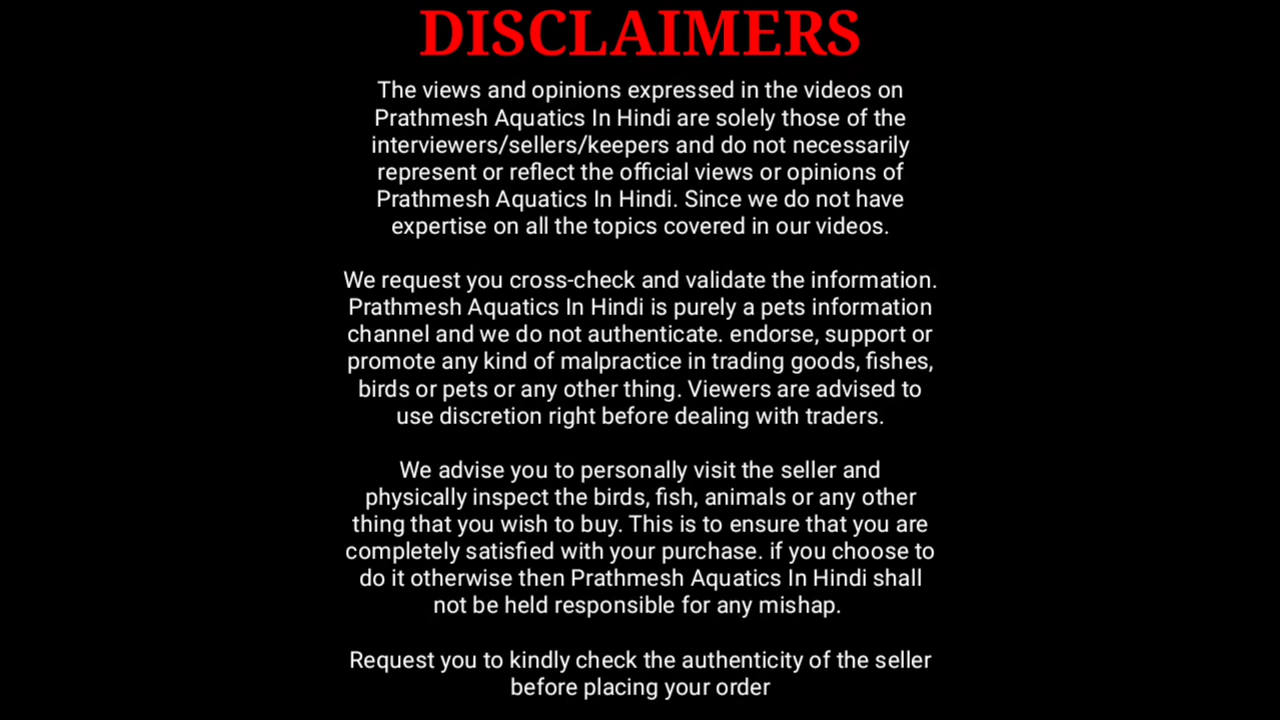 DISCLAIMERS
The views and opinions expressed in the videos on
Prathmesh Aquatics In Hindi are solely those of the
interviewers/sellers/keepers and do not necessarily
represent or reflect the official views or opinions of
Prathmesh Aquatics In Hindi. Since we do not have
expertise on all the topics covered in our videos.
We request you cross-check and validate the information.
Prathmesh Aquatics In Hindi is purely a pets information
channel and we do not authenticate. endorse, support or
promote any kind of malpractice in trading goods, fishes,
birds or pets or any other thing. Viewers are advised to
use discretion right before dealing with traders.
We advise you to personally visit the seller and
physically inspect the birds, fish, animals or any other
thing that you wish to buy. This is to ensure that you are
completely satisfied with your purchase. if you choose to
do it otherwise then Prathmesh Aquatics In Hindi shall
not be held responsible for any mishap.
Request you to kindly check the authenticity of the seller
before placing your order